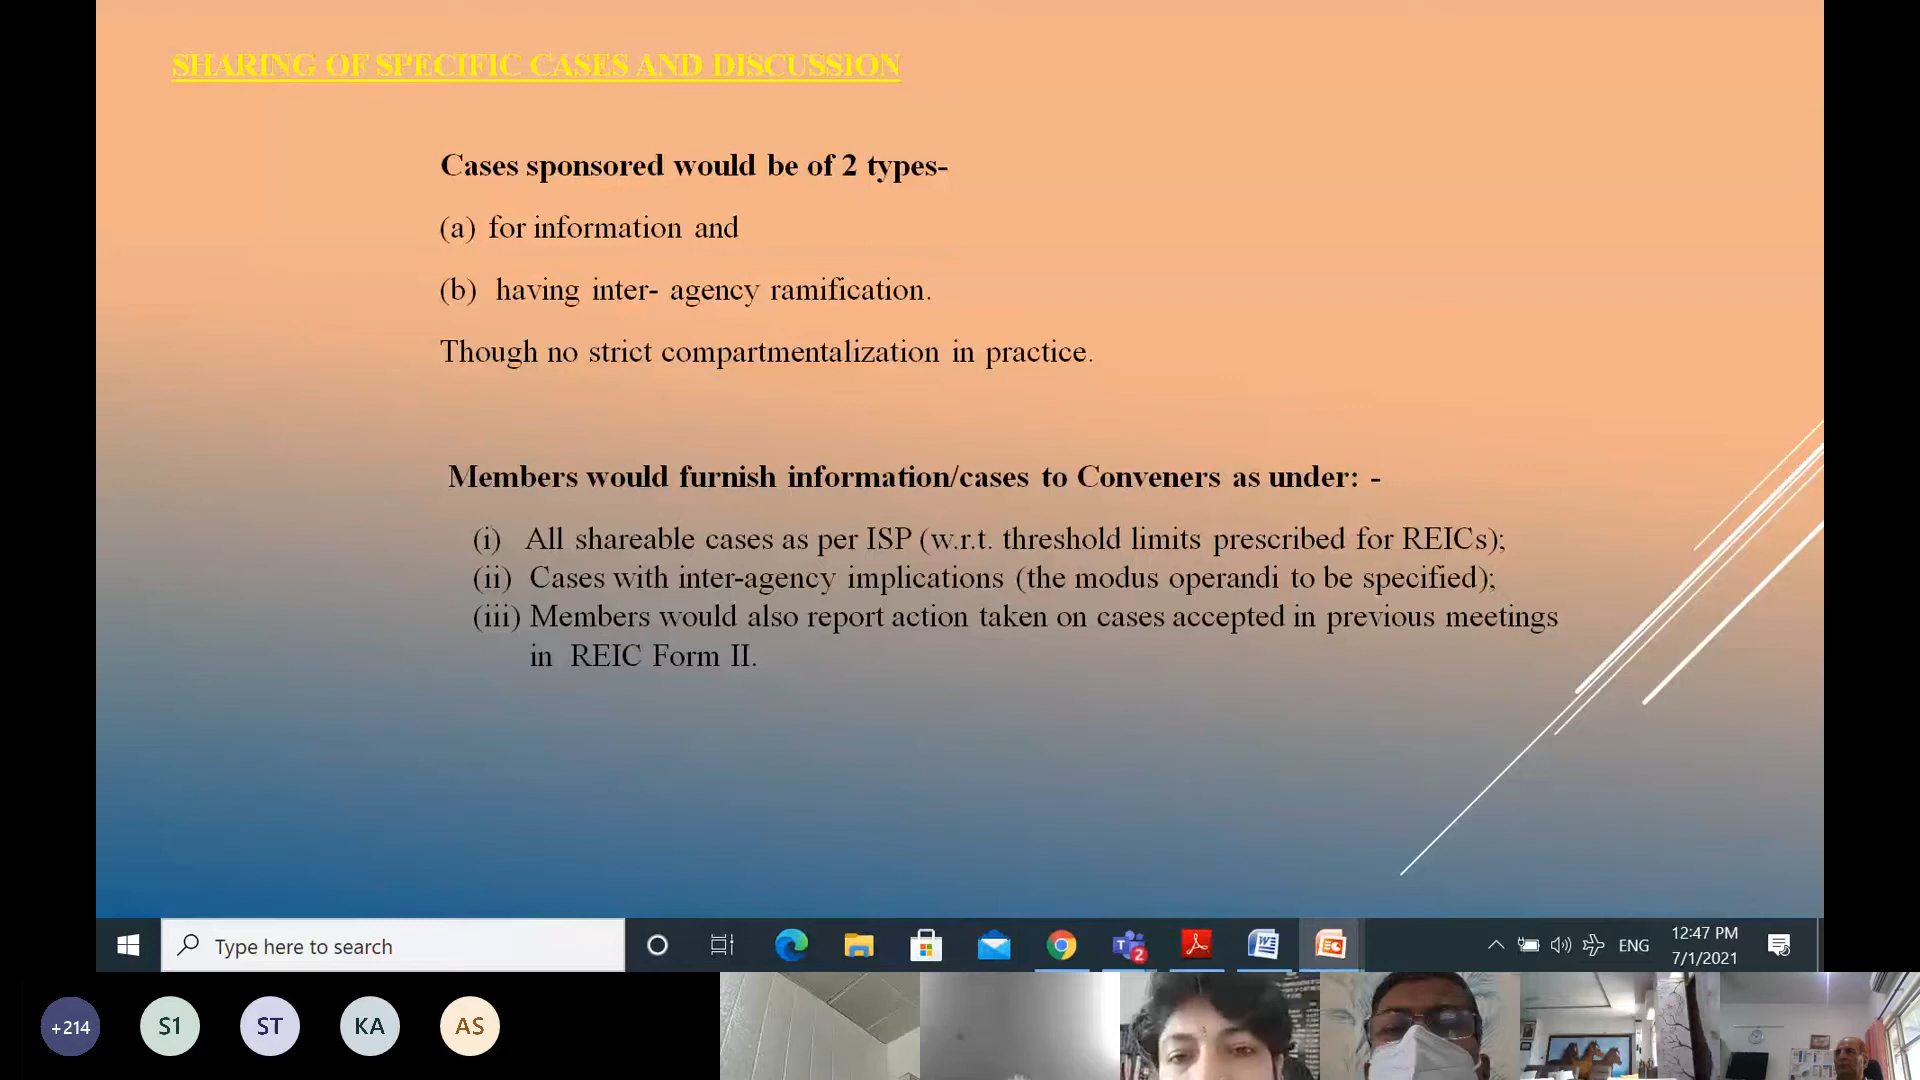 SHARING OF SPECIFIC CASES AND DISCUSSION
Cases sponsored would be of 2 types-
(a) for information and
(b) having inter- agency ramification.
Though no strict compartmentalization in practice.
Members would furnish information/cases to Conveners as under: -
(i) All shareable cases as per ISP (w.r.t. threshold limits prescribed for REICs);
(ii) Cases with inter-agency implications (the modus operandi to be specified);
(iii) Members would also report action taken on cases accepted in previous meetings
in REIC Form II.
Type here to search
2
ENG
12:47 PM
7/1/2021
+214
S1
ST
KA
AS